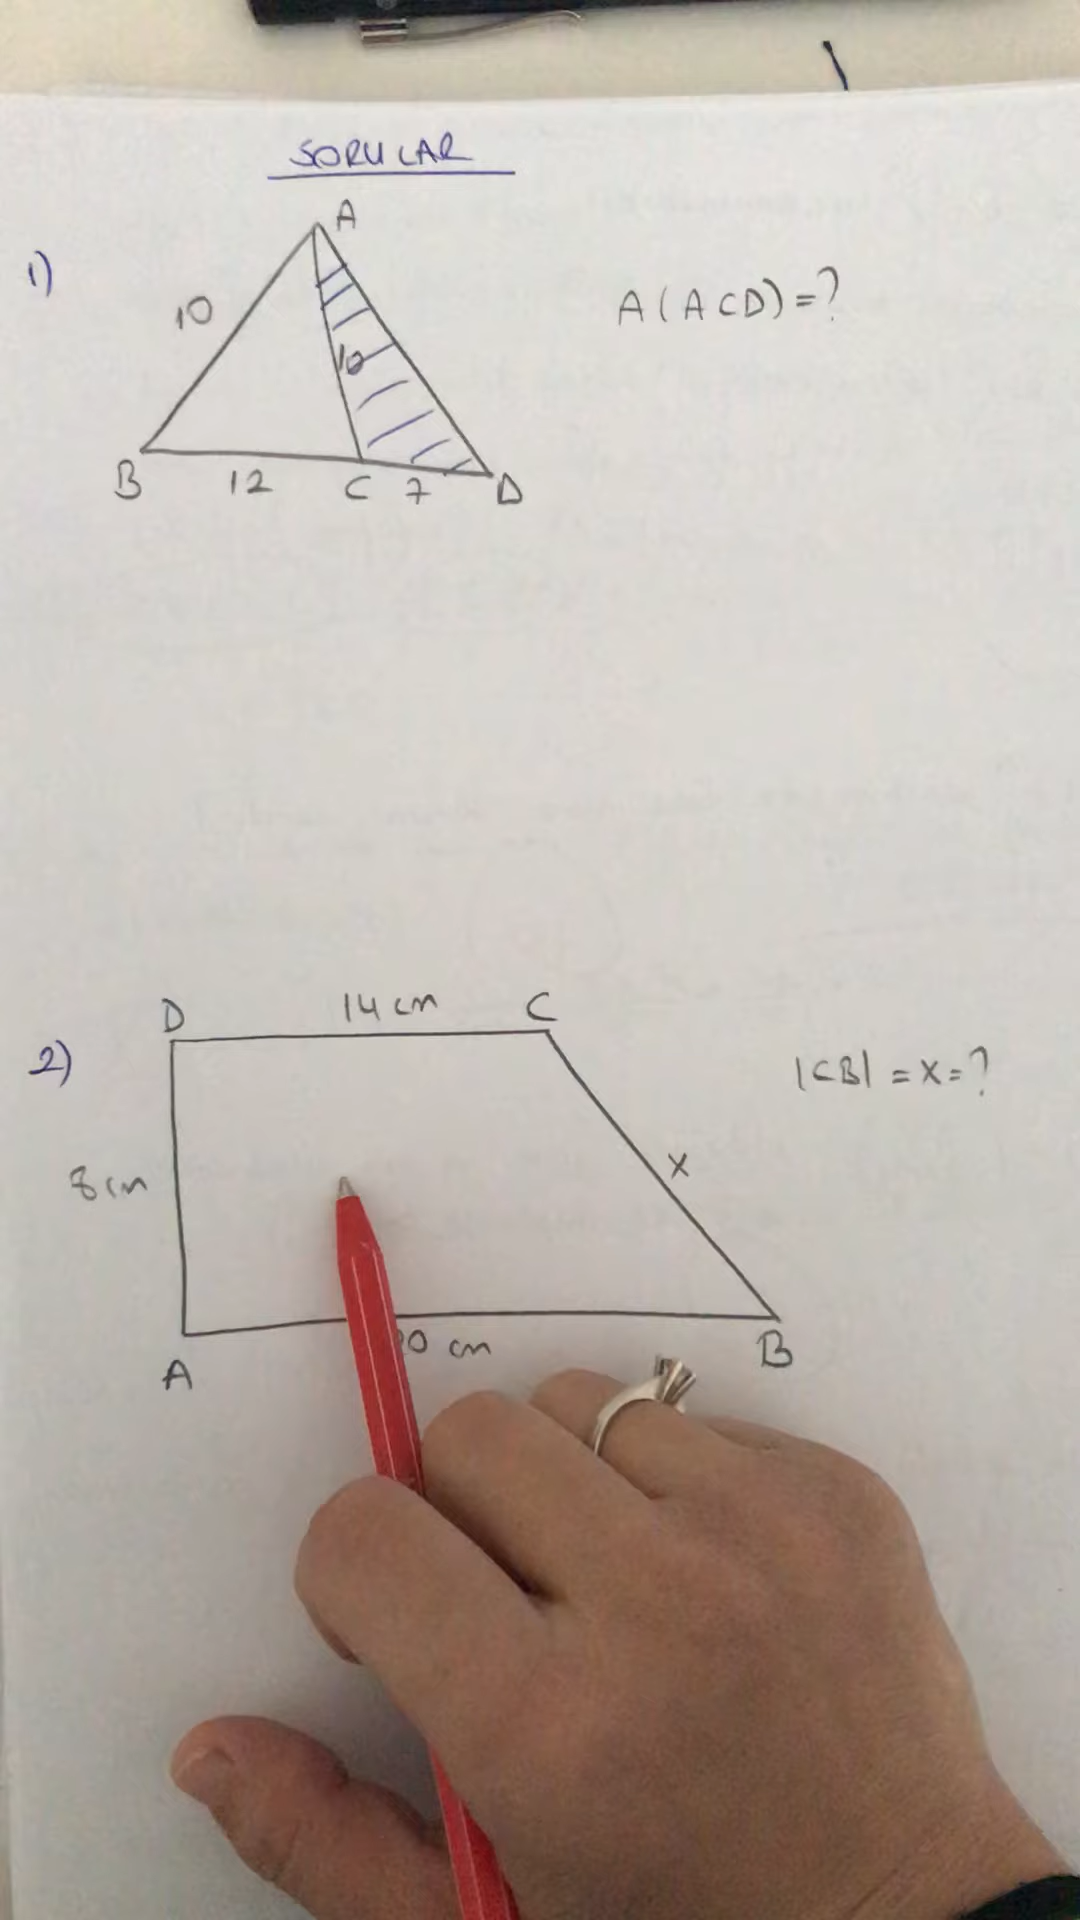 SORULAR
1)
A
10
10
B 12 C 7 D
A(ACD)=?
2)
D 14 cm C
|CB| = x = ?
8 cm
x
cm
A
B